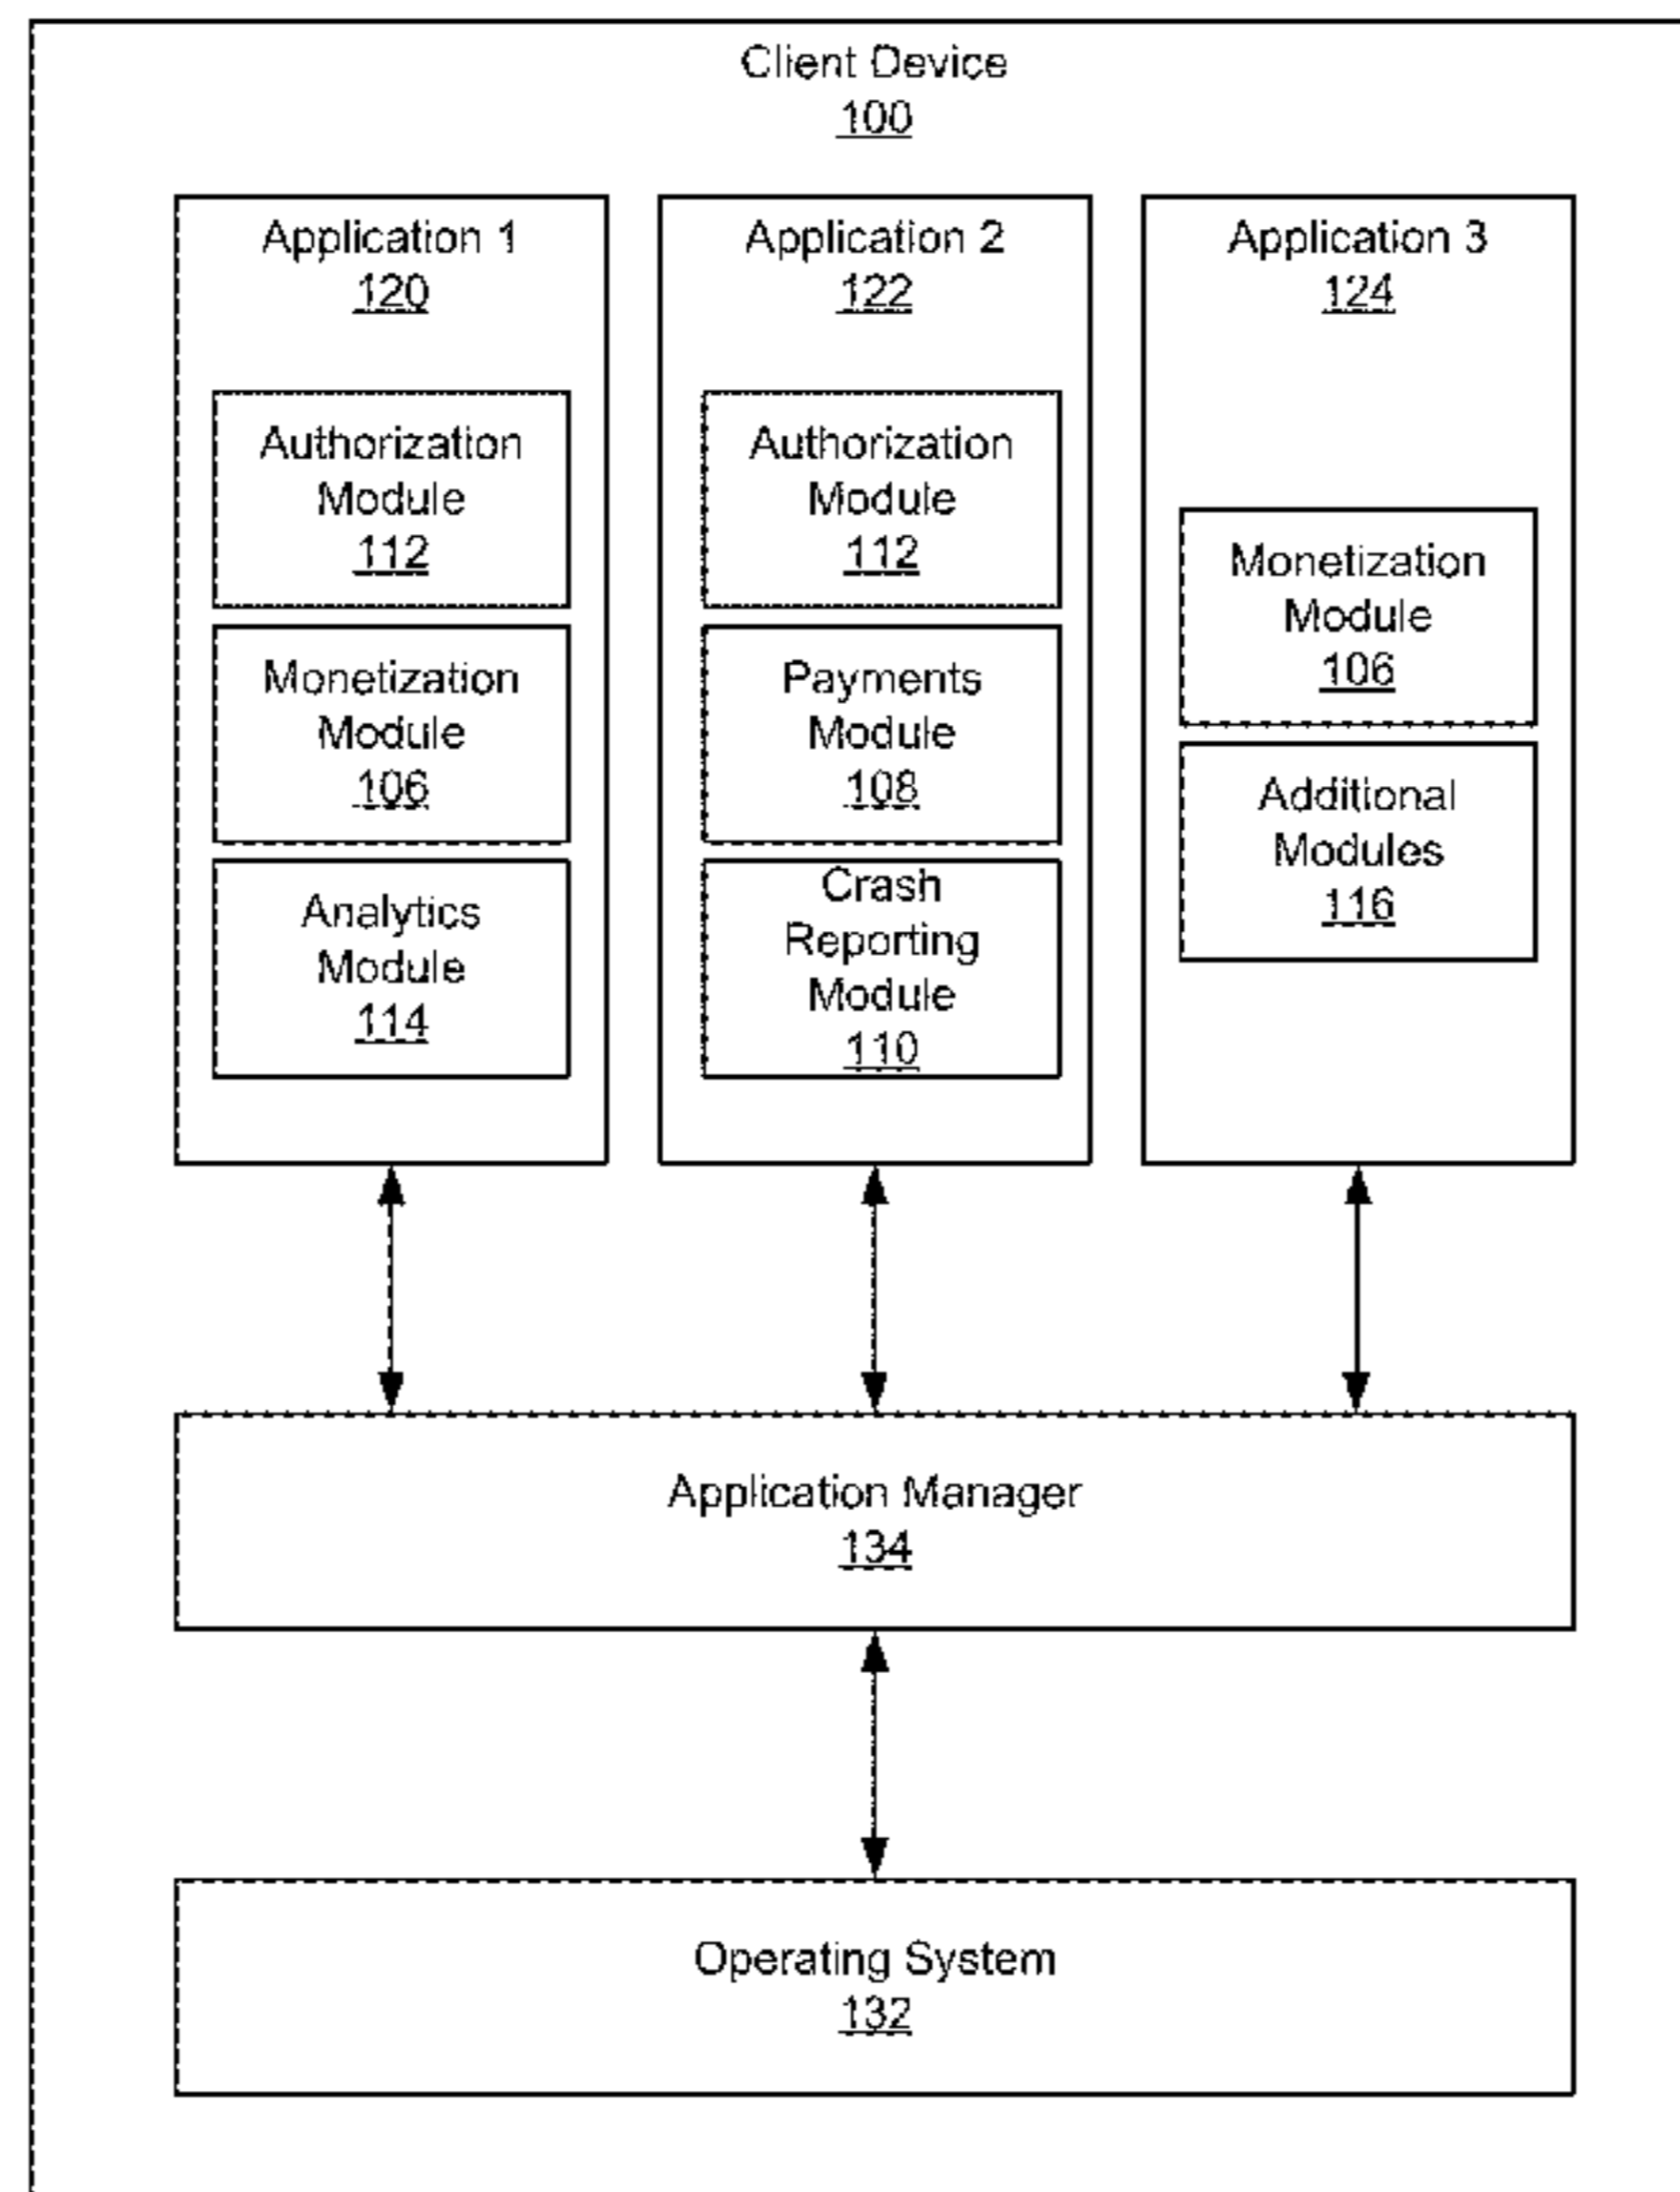 Client Device
100
Application 1
120
Authorization
Module
112
Monetization
Module
106
Analytics
Module
114
Application 2
122
Authorization
Module
112
Payments
Module
108
Crash
Reporting
Module
110
Application 3
124
Monetization
Module
106
Additional
Modules
116
Application Manager
134
Operating System
132